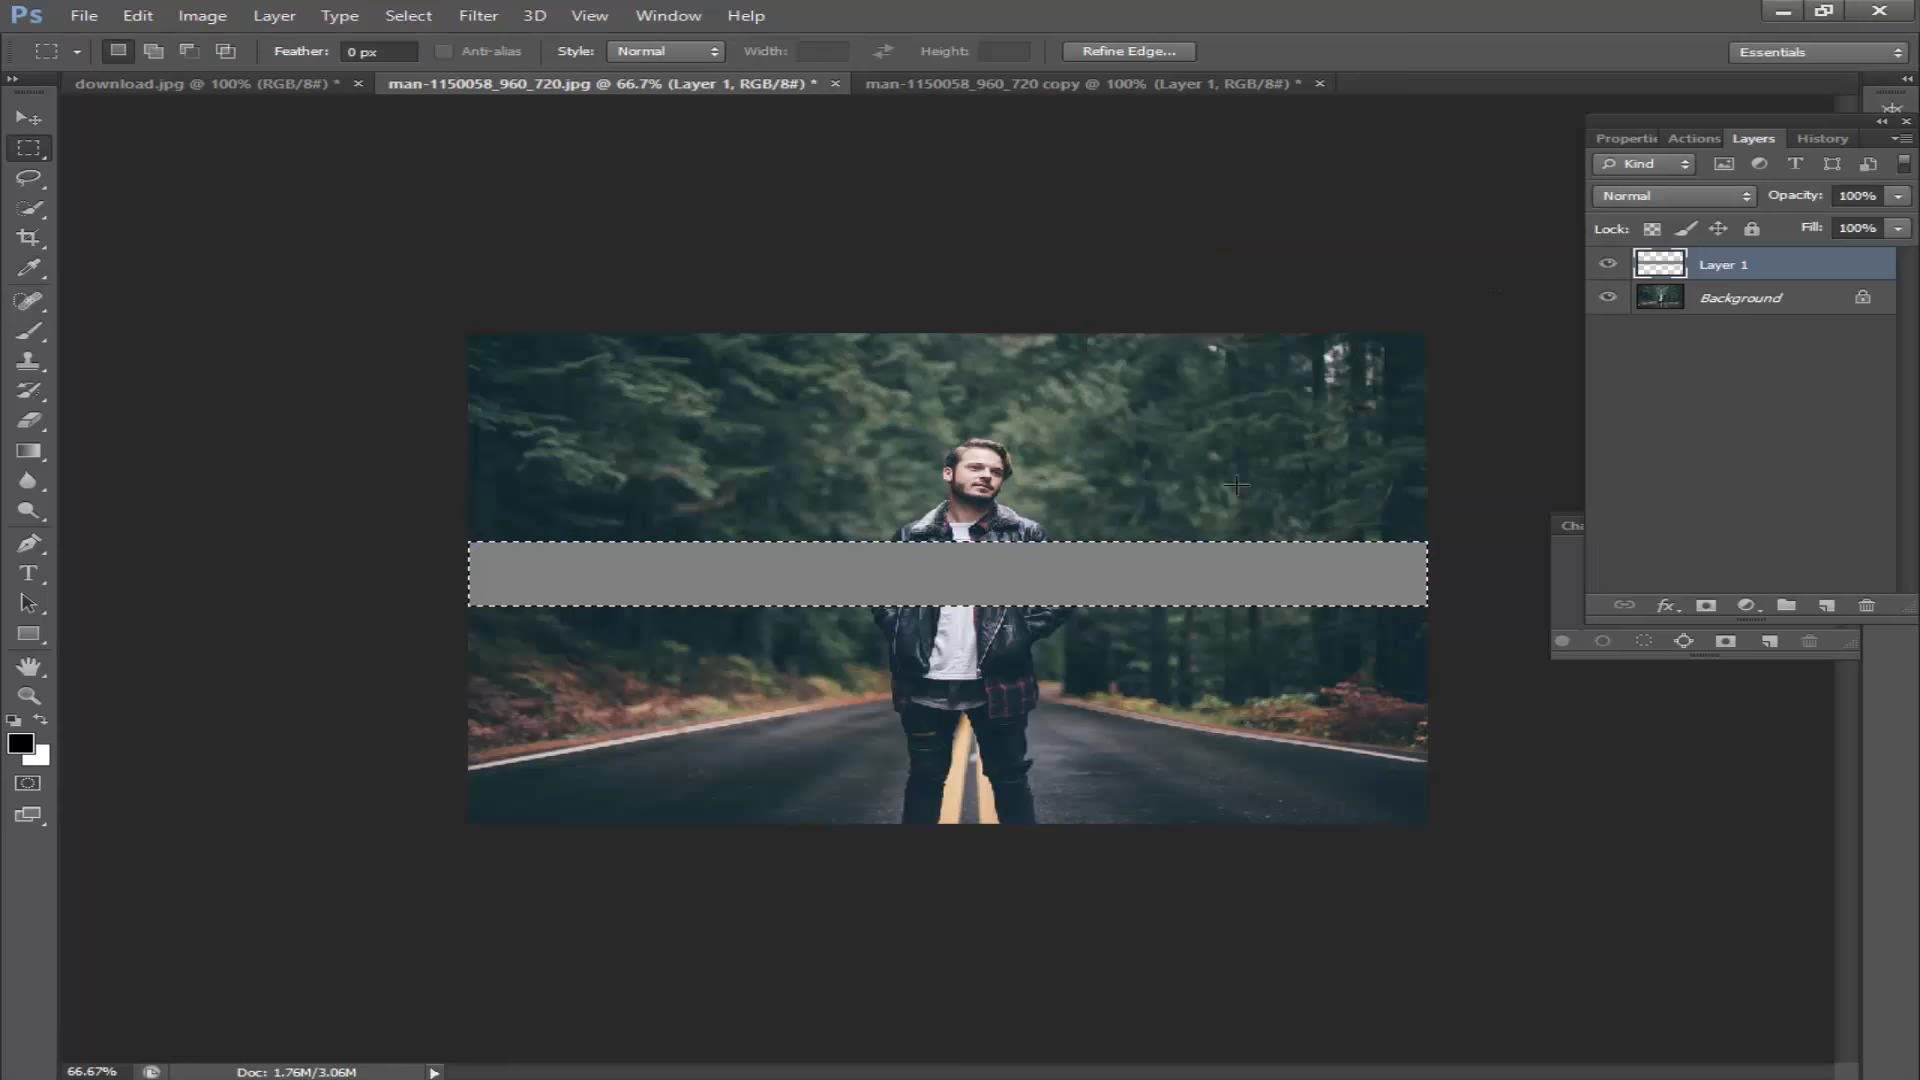 Ps File Edit Image Layer Type Select Filter 3D View Window Help
Feather: 0 px Anti-alias Style: Normal Width: Height: Refine Edge... Essentials
download.jpg @ 100% (RGB/8#) * × man-1150058_960_720.jpg @ 66.7% (Layer 1, RGB/8#) * × man-1150058_960_720 copy @ 100% (Layer 1, RGB/8#) * ×
Properti Actions Layers History
Kind
Normal Opacity: 100%
Lock: Fill: 100%
Layer 1
Background
Cha
66.67% Doc: 1.76M/3.06M